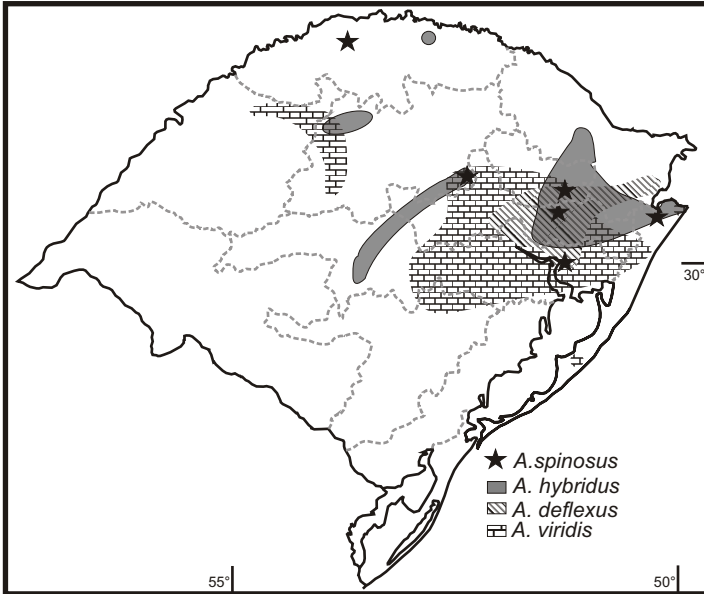 30°
A.spinosus
A. hybridus
A. deflexus
A. viridis
55°
50°